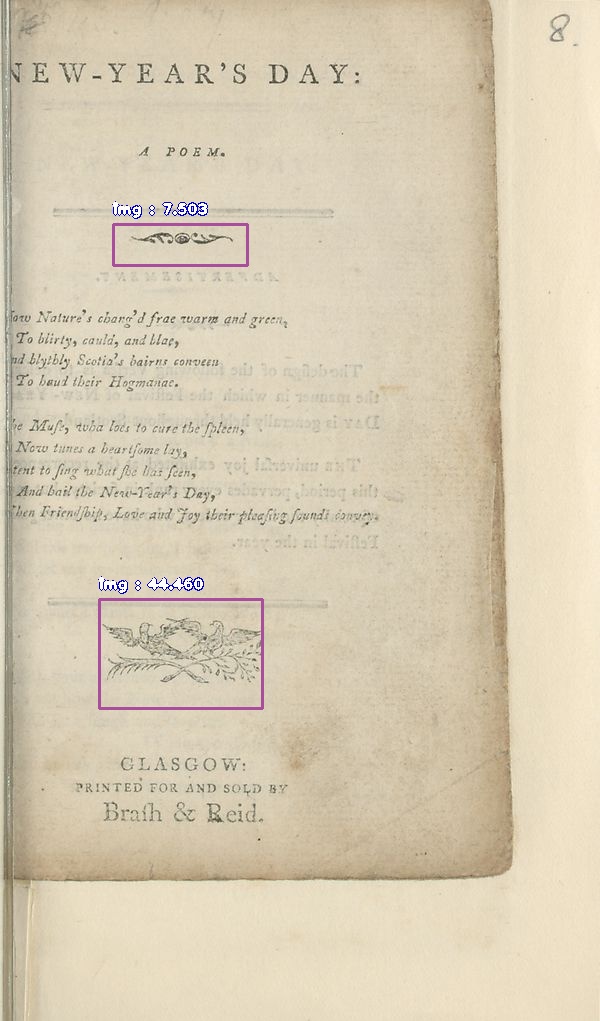 8.
NEW-YEAR'S DAY:
A POEM.
img : 7.503
ow Nature's chang'd frae warm and green,
To blirty, cauld, and blae,
nd blythly Scotia's bairns conveen
To haud their Hogmanae.
he Muſe, wha loes to cure the ſpleen,
Now tunes a heartſome lay,
tent to ſing what ſhe has ſeen,
And hail the New-Year's Day,
hen Friendſhip, Love and Joy their pleaſing ſounds convey.
img : 44.460
GLASGOW:
PRINTED FOR AND SOLD BY
Braſh & Reid.